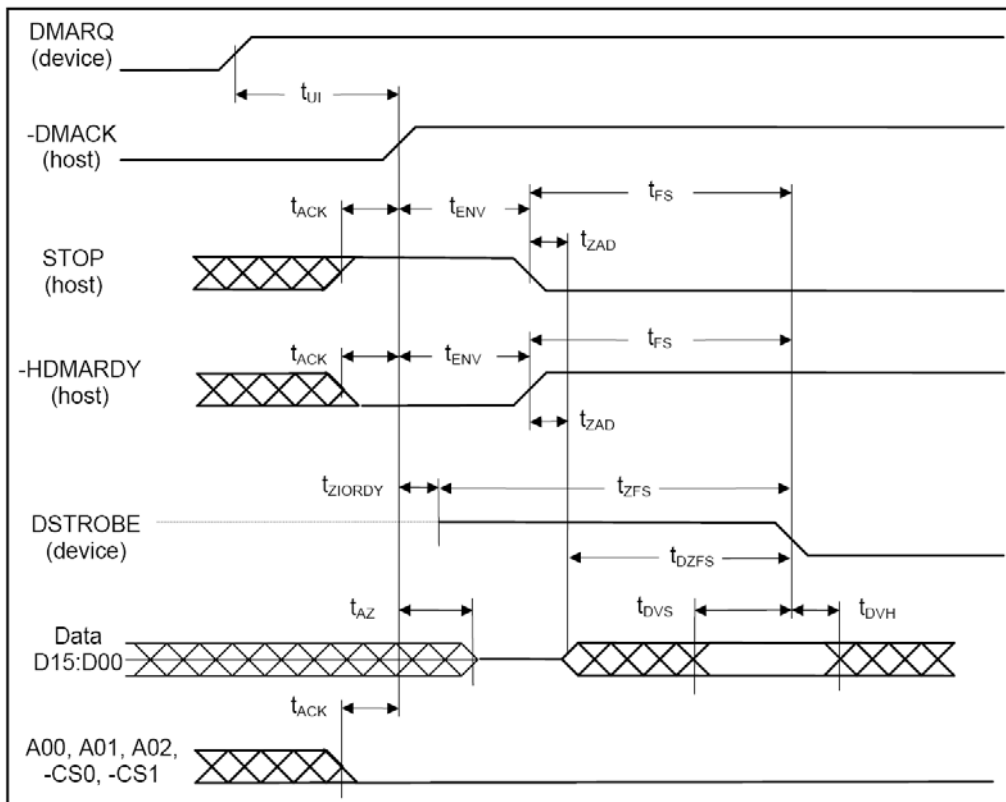 DMARQ
(device)
tUI
-DMACK
(host)
tFS
tACK
tENV
tZAD
STOP
(host)
tACK
tENV
tFS
-HDMARDY
(host)
tZAD
tZIORDY
tZFS
DSTROBE
(device)
tDZFS
tAZ
tDVS
tDVH
Data
D15:D00
tACK
A00, A01, A02,
-CS0, -CS1